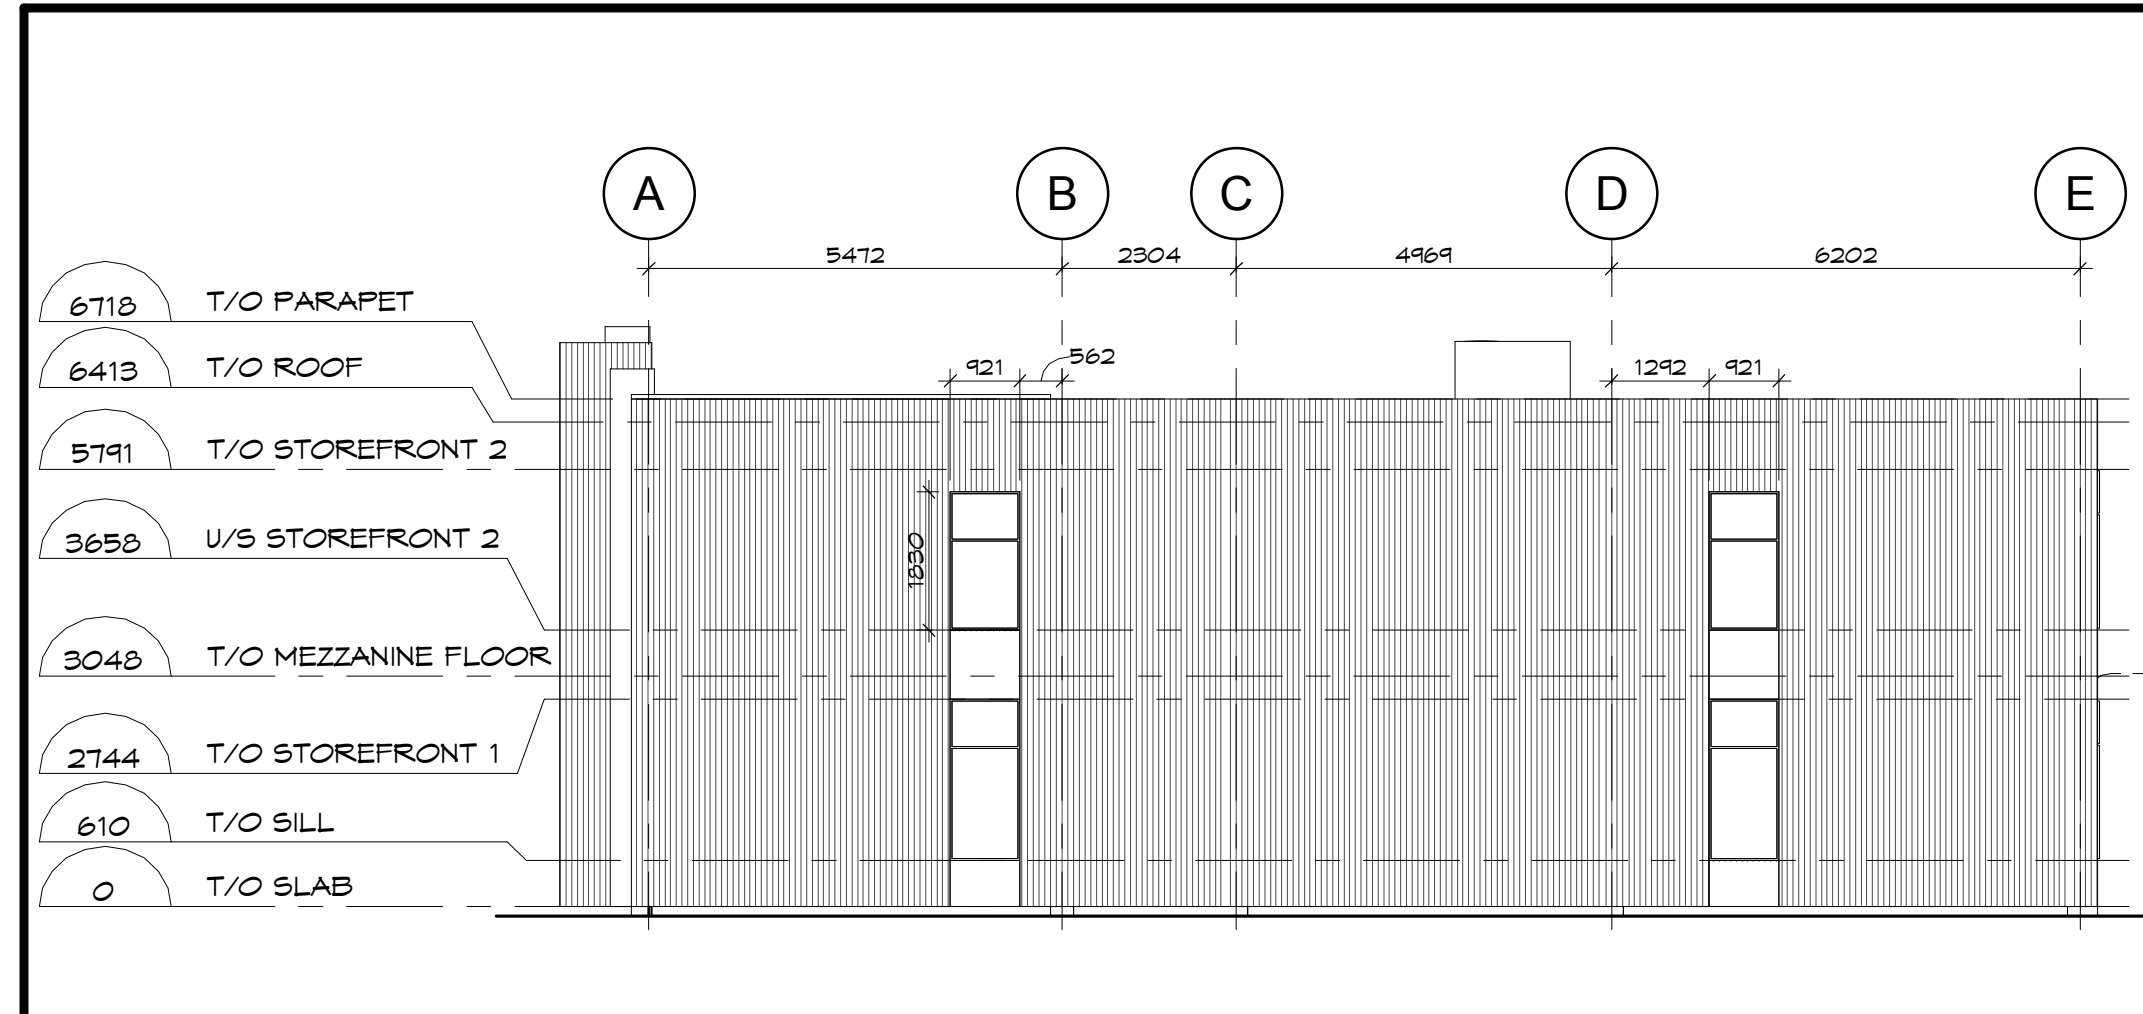 A B C D E
5472 2304 4969 6202
6718 T/O PARAPET
562
6413 T/O ROOF
921 1292 921
5791 T/O STOREFRONT 2
3658 U/S STOREFRONT 2
1830
3048 T/O MEZZANINE FLOOR
2744 T/O STOREFRONT 1
610 T/O SILL
0 T/O SLAB